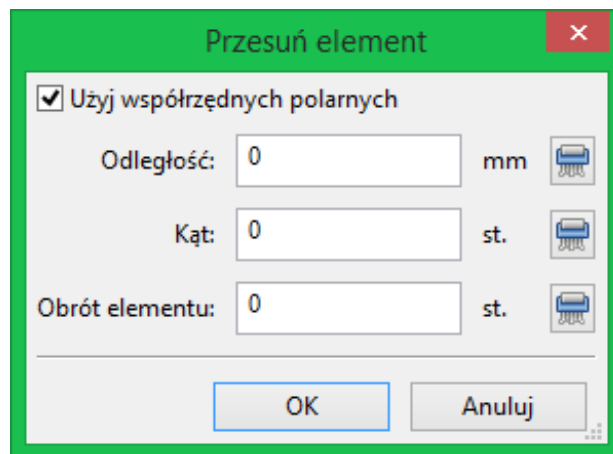 Przesuń element
Użyj współrzędnych polarnych
Odległość: 0 mm
Kąt: 0 st.
Obrót elementu: 0 st.
OK Anuluj